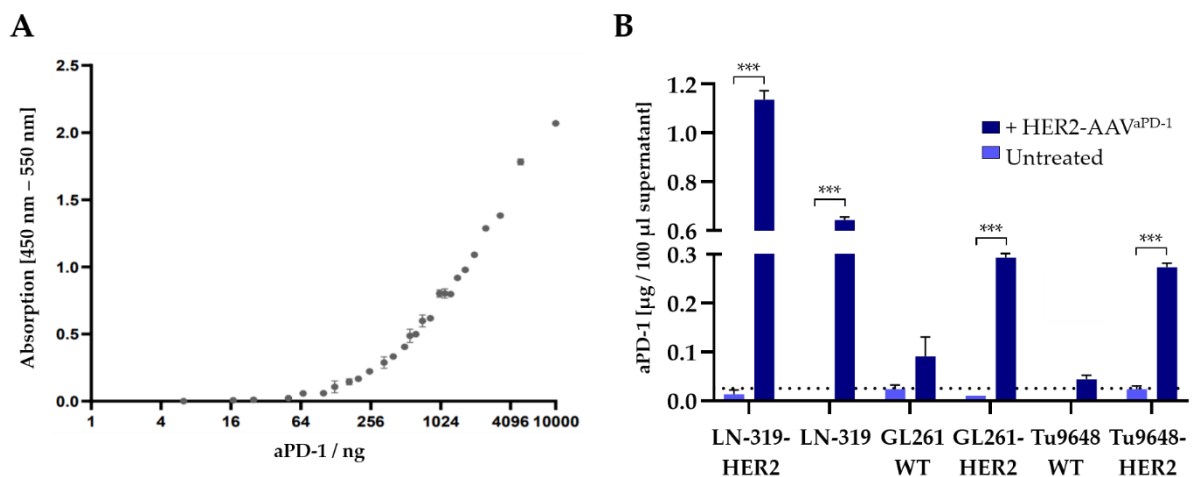 A
Absorption [450 nm – 550 nm]
2.5
2.0
1.5
1.0
0.5
0.0
1
4
16
64
256
1024
4096
10000
aPD-1 / ng
B
aPD-1 [µg / 100 µl supernatant]
1.2
1.0
0.8
0.6
0.3
0.2
0.1
0.0
***
***
***
***
+ HER2-AAVaPD-1
Untreated
LN-319-
HER2
LN-319
GL261
WT
GL261-
HER2
Tu9648
WT
Tu9648-
HER2